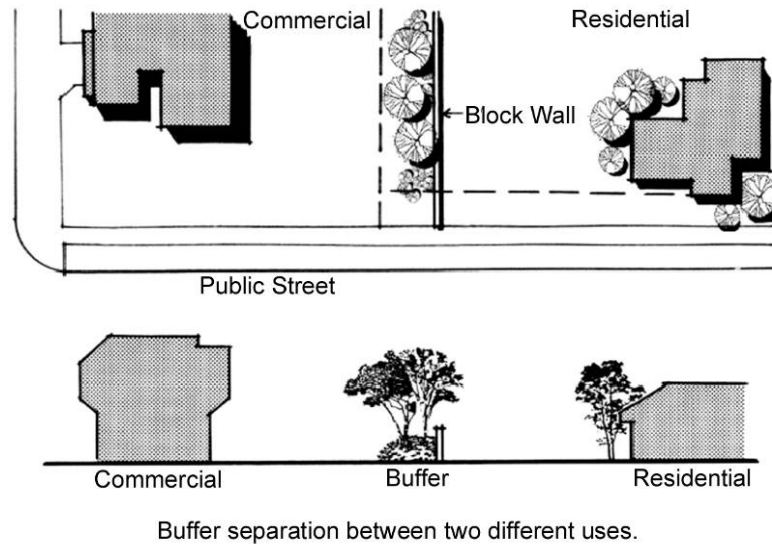 Commercial
Residential
Block Wall
Public Street
Commercial
Buffer
Residential
Buffer separation between two different uses.